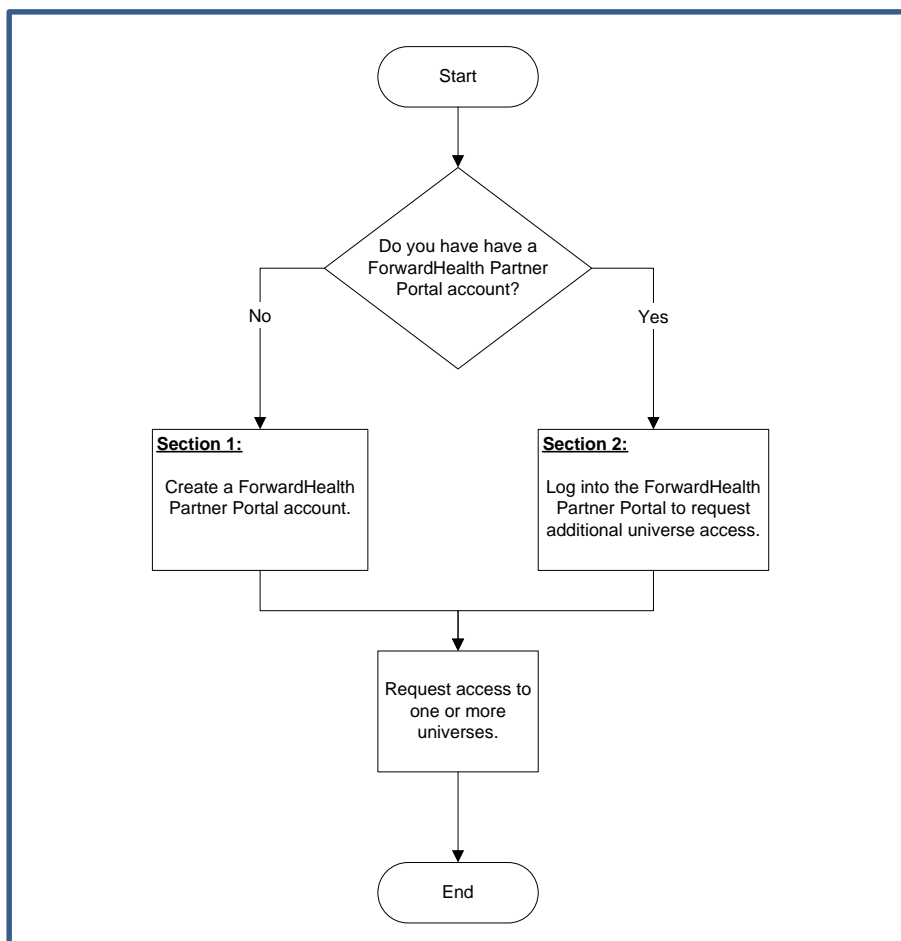 Start
Do you have have a
ForwardHealth Partner
Portal account?
No
Yes
Section 1:
Create a ForwardHealth
Partner Portal account.
Section 2:
Log into the ForwardHealth
Partner Portal to request
additional universe access.
Request access to
one or more
universes.
End